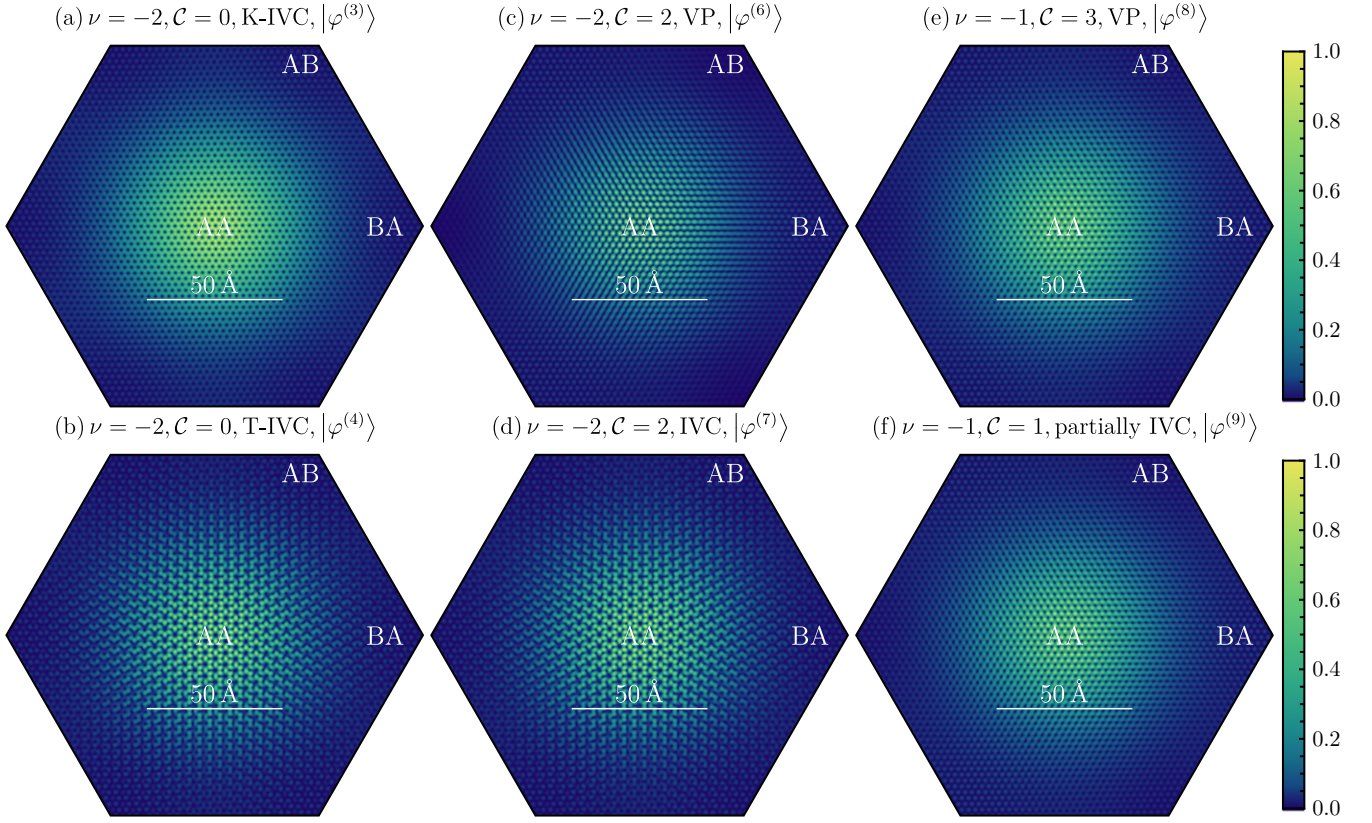 (a) ν = −2, 𝒞 = 0, K-IVC, |φ⁽³⁾⟩
AB
AA
BA
50 Å
(c) ν = −2, 𝒞 = 2, VP, |φ⁽⁶⁾⟩
AB
AA
BA
50 Å
(e) ν = −1, 𝒞 = 3, VP, |φ⁽⁸⁾⟩
AB
AA
BA
50 Å
1.0
0.8
0.6
0.4
0.2
0.0
(b) ν = −2, 𝒞 = 0, T-IVC, |φ⁽⁴⁾⟩
AB
AA
BA
50 Å
(d) ν = −2, 𝒞 = 2, IVC, |φ⁽⁷⁾⟩
AB
AA
BA
50 Å
(f) ν = −1, 𝒞 = 1, partially IVC, |φ⁽⁹⁾⟩
AB
AA
BA
50 Å
1.0
0.8
0.6
0.4
0.2
0.0